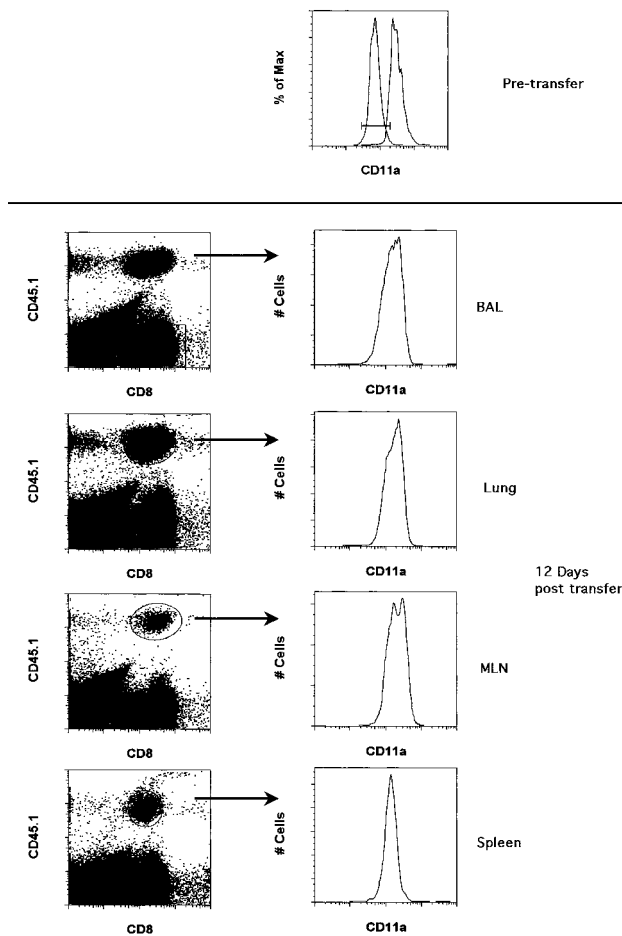 % of Max
CD11a
Pre-transfer
CD45.1
CD8
# Cells
CD11a
BAL
CD45.1
CD8
# Cells
CD11a
Lung
12 Days
post transfer
CD45.1
CD8
# Cells
CD11a
MLN
CD45.1
CD8
# Cells
CD11a
Spleen